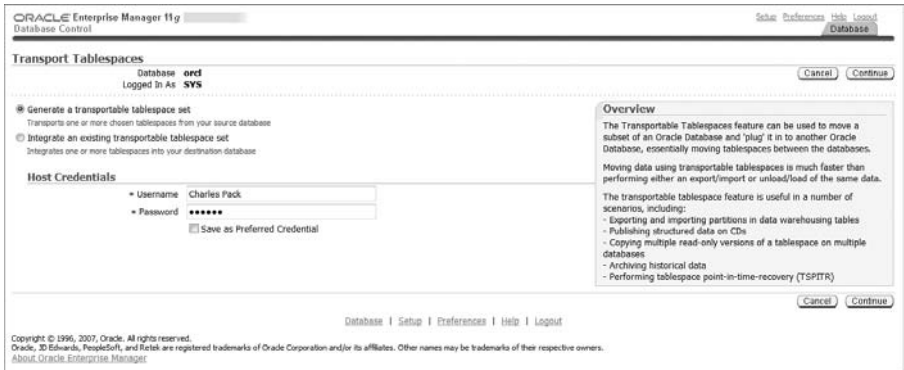 ORACLE Enterprise Manager 11g
Database Control
Setup Preferences Help Logout
Database
Transport Tablespaces
Database orcl
Logged In As SYS
Cancel Continue
Generate a transportable tablespace set
Transports one or more chosen tablespaces from your source database
Integrate an existing transportable tablespace set
Integrates one or more tablespaces into your destination database
Host Credentials
* Username Charles Pack
* Password ••••••
Save as Preferred Credential
Overview
The Transportable Tablespaces feature can be used to move a
subset of an Oracle Database and 'plug' it in to another Oracle
Database, essentially moving tablespaces between the databases.
Moving data using transportable tablespaces is much faster than
performing either an export/import or unload/load of the same data.
The transportable tablespace feature is useful in a number of
scenarios, including:
- Exporting and importing partitions in data warehousing tables
- Publishing structured data on CDs
- Copying multiple read-only versions of a tablespace on multiple
databases
- Archiving historical data
- Performing tablespace point-in-time-recovery (TSPITR)
Cancel Continue
Database | Setup | Preferences | Help | Logout
Copyright © 1996, 2007, Oracle. All rights reserved.
Oracle, JD Edwards, PeopleSoft, and Retek are registered trademarks of Oracle Corporation and/or its affiliates. Other names may be trademarks of their respective owners.
About Oracle Enterprise Manager